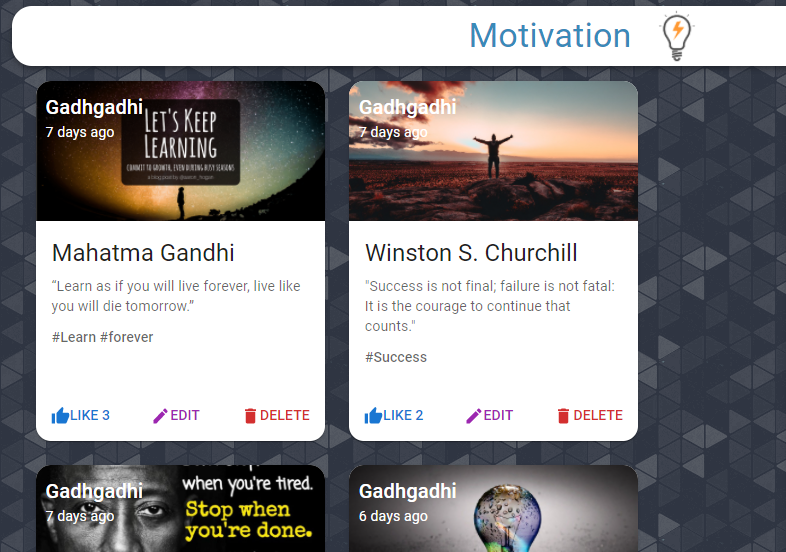 Motivation
Gadhgadhi
7 days ago
LET'S KEEP
LEARNING
COMMIT TO GROWTH, EVEN DURING BUSY SEASONS
Mahatma Gandhi
“Learn as if you will live forever, live like
you will die tomorrow.”
#Learn #forever
LIKE 3
EDIT
DELETE
Gadhgadhi
7 days ago
Winston S. Churchill
"Success is not final; failure is not fatal:
It is the courage to continue that
counts."
#Success
LIKE 2
EDIT
DELETE
Gadhgadhi
7 days ago
when you're tired.
Stop when
you're done.
Gadhgadhi
6 days ago